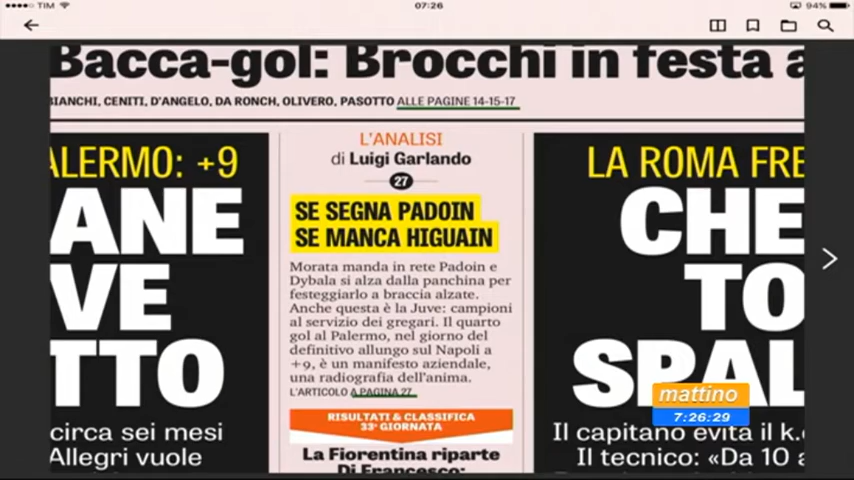 TIM
07:26
94%
Bacca-gol: Brocchi in festa a
BIANCHI, CENITI, D'ANGELO, DA RONCH, OLIVERO, PASOTTO ALLE PAGINE 14-15-17
ALERMO: +9
ANE
VE
TTO
circa sei mesi
Allegri vuole
L'ANALISI
di Luigi Garlando
27
SE SEGNA PADOIN
SE MANCA HIGUAIN
Morata manda in rete Padoin e
Dybala si alza dalla panchina per
festeggiarlo a braccia alzate.
Anche questa è la Juve: campioni
al servizio dei gregari. Il quarto
gol al Palermo, nel giorno del
definitivo allungo sul Napoli a
+9, è un manifesto aziendale,
una radiografia dell'anima.
L'ARTICOLO A PAGINA 27
RISULTATI & CLASSIFICA
33ª GIORNATA
La Fiorentina riparte
Di Francesco:
LA ROMA FRE
CHE
TO
SPAL
Il capitano evita il k.o
Il tecnico: «Da 10 a
mattino
7:26:29